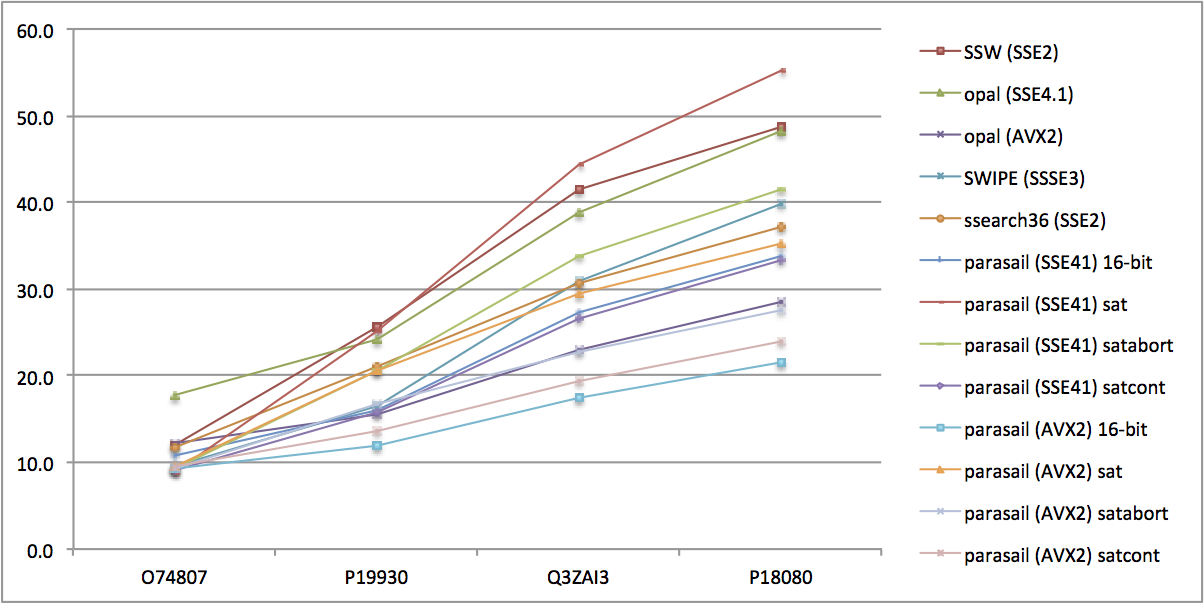 60.0
50.0
40.0
30.0
20.0
10.0
0.0
O74807
P19930
Q3ZAI3
P18080
SSW (SSE2)
opal (SSE4.1)
opal (AVX2)
SWIPE (SSSE3)
ssearch36 (SSE2)
parasail (SSE41) 16-bit
parasail (SSE41) sat
parasail (SSE41) satabort
parasail (SSE41) satcont
parasail (AVX2) 16-bit
parasail (AVX2) sat
parasail (AVX2) satabort
parasail (AVX2) satcont